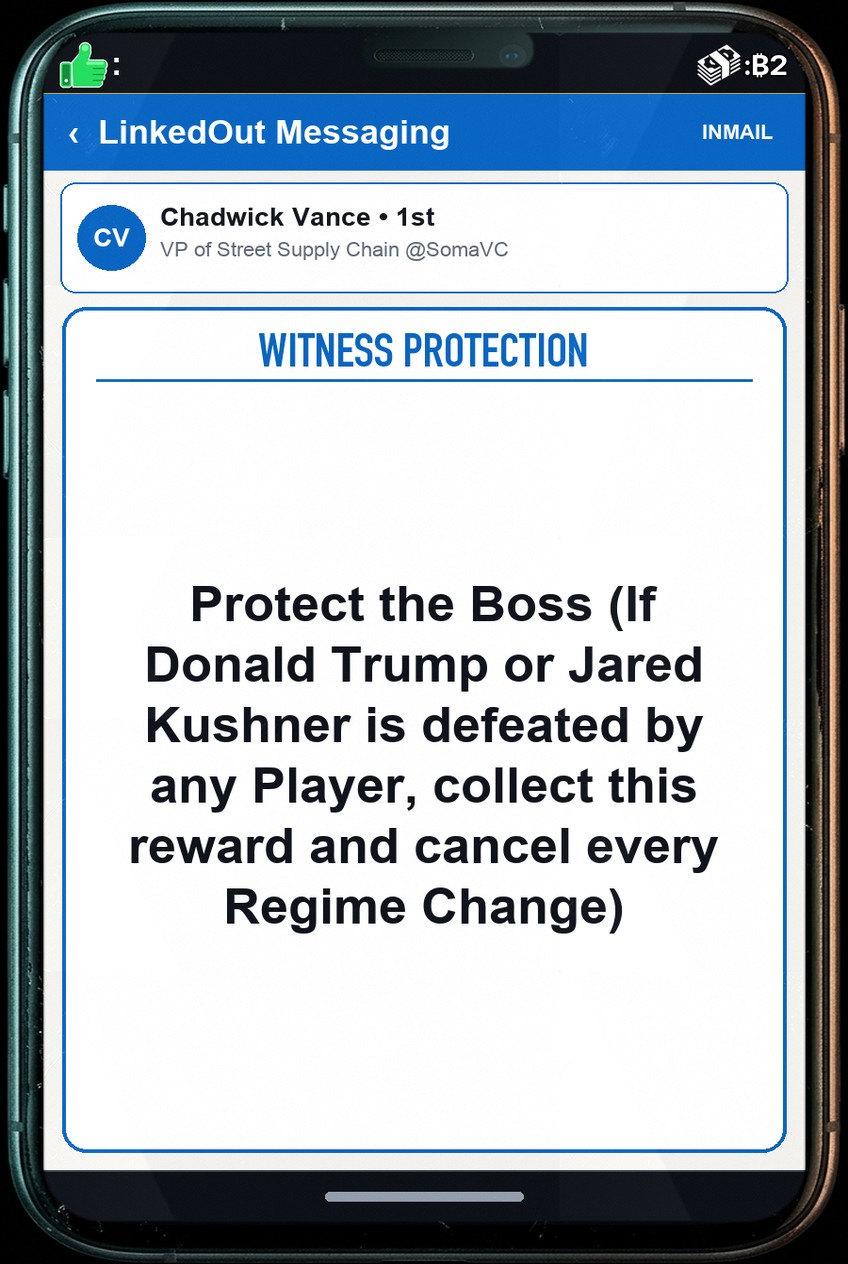 : :₿2
‹ LinkedOut Messaging INMAIL
CV Chadwick Vance • 1st
VP of Street Supply Chain @SomaVC
WITNESS PROTECTION
Protect the Boss (If
Donald Trump or Jared
Kushner is defeated by
any Player, collect this
reward and cancel every
Regime Change)